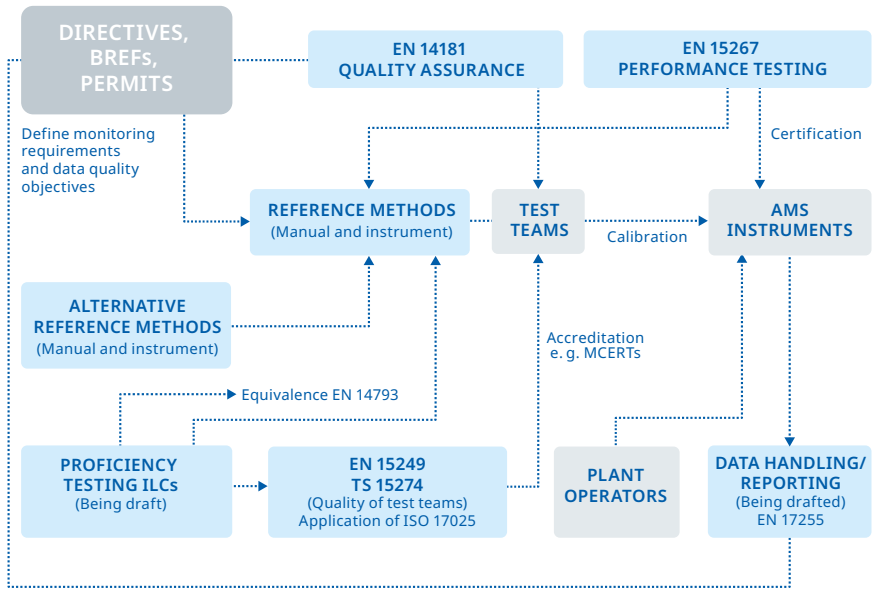 DIRECTIVES,
BREFs,
PERMITS
EN 14181
QUALITY ASSURANCE
EN 15267
PERFORMANCE TESTING
Define monitoring
requirements
and data quality
objectives
Certification
REFERENCE METHODS
(Manual and instrument)
TEST
TEAMS
Calibration
AMS
INSTRUMENTS
ALTERNATIVE
REFERENCE METHODS
(Manual and instrument)
Accreditation
e. g. MCERTs
Equivalence EN 14793
PROFICIENCY
TESTING ILCs
(Being draft)
EN 15249
TS 15274
(Quality of test teams)
Application of ISO 17025
PLANT
OPERATORS
DATA HANDLING/
REPORTING
(Being drafted)
EN 17255